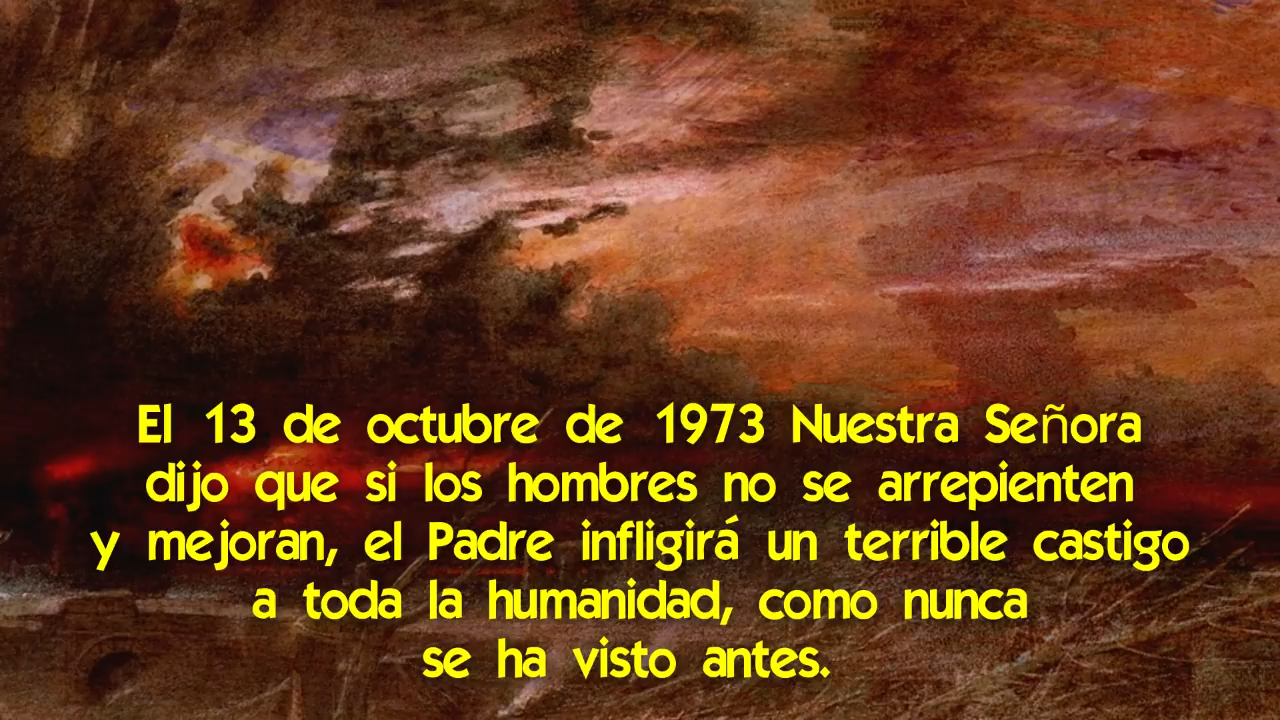 El 13 de octubre de 1973 Nuestra Señora
dijo que si los hombres no se arrepienten
y mejoran, el Padre infligirá un terrible castigo
a toda la humanidad, como nunca
se ha visto antes.